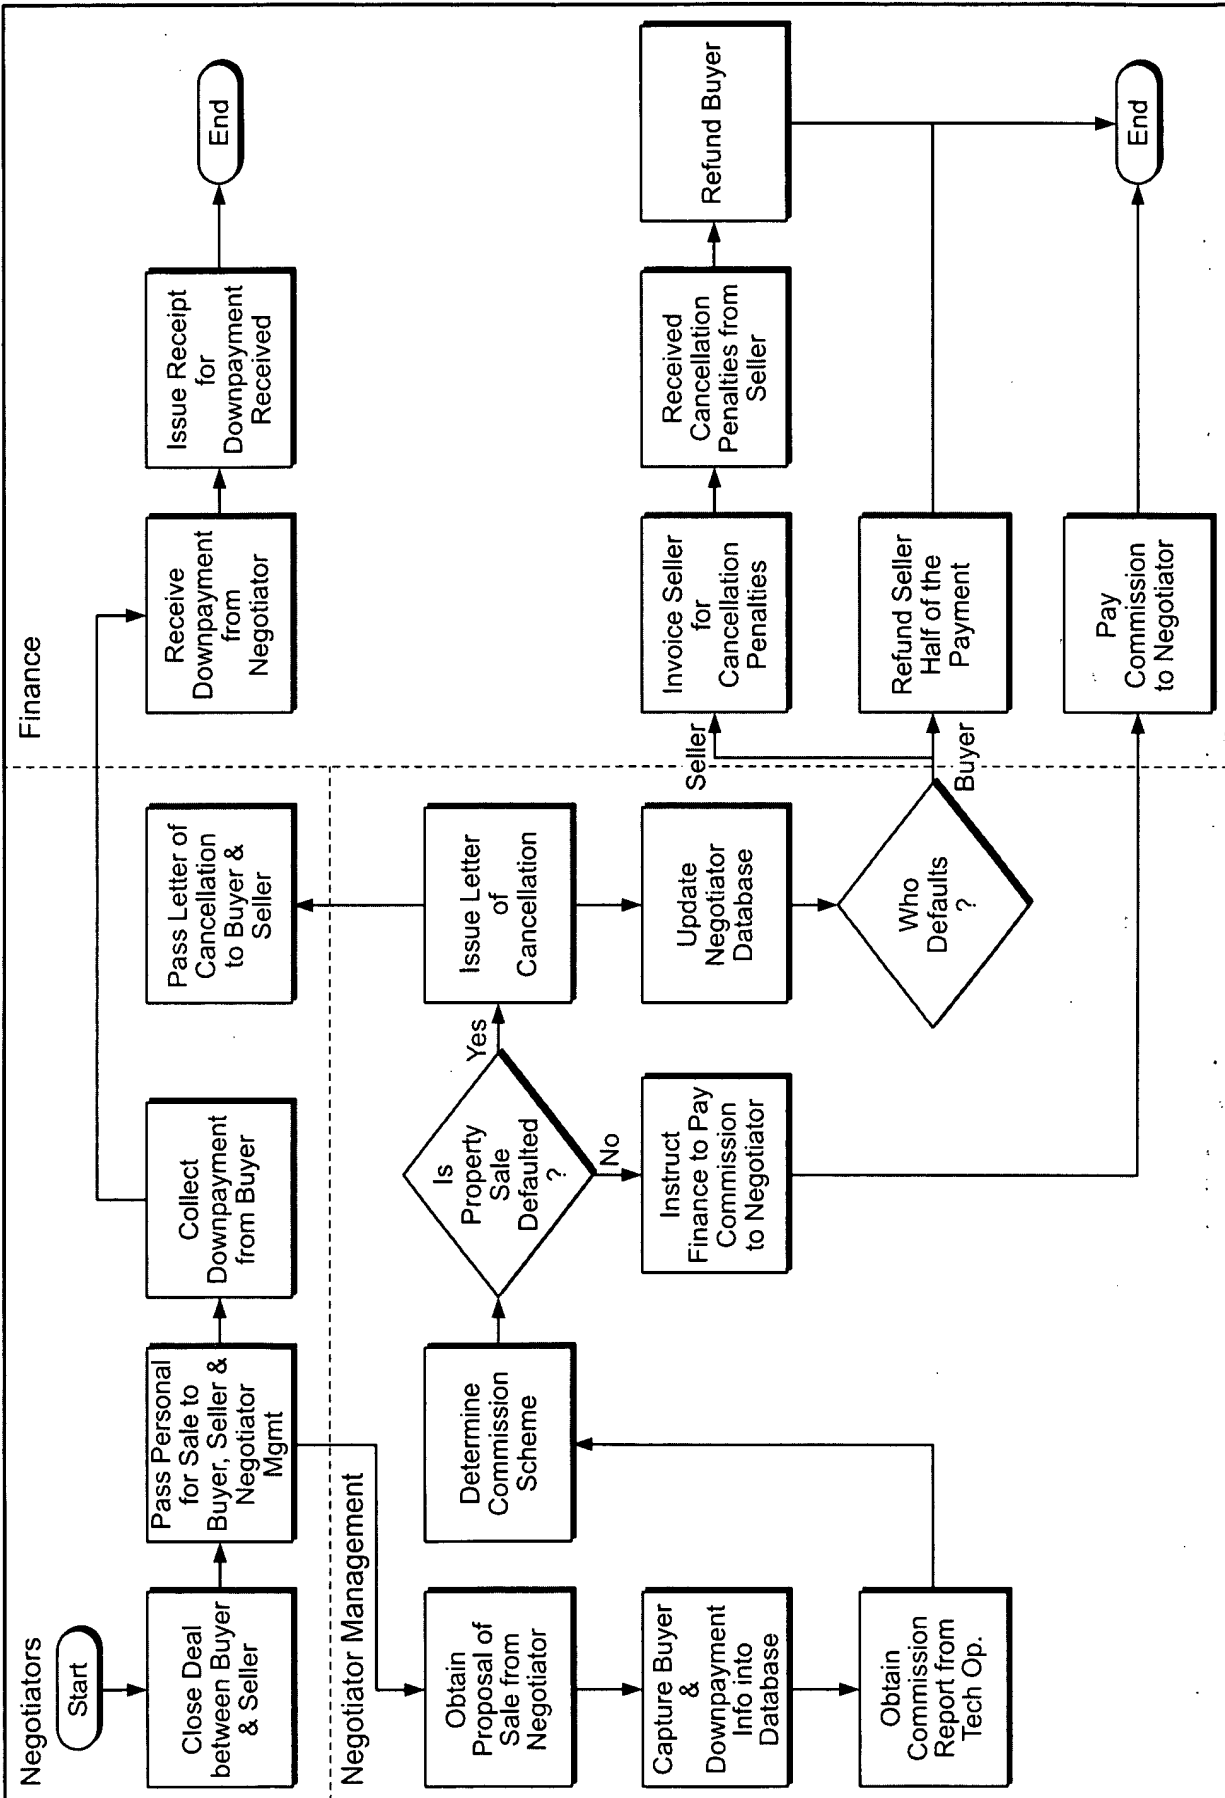 Negotiators
Start
Close Deal
between Buyer
& Seller
Pass Personal
for Sale to
Buyer, Seller &
Negotiator
Mgmt
Collect
Downpayment
from Buyer
Pass Letter of
Cancellation
to Buyer &
Seller
Finance
Receive
Downpayment
from
Negotiator
Issue Receipt
for
Downpayment
Received
End
Negotiator Management
Obtain
Proposal of
Sale from
Negotiator
Capture Buyer
&
Downpayment
Info into
Database
Obtain
Commission
Report from
Tech Op.
Determine
Commission
Scheme
Is
Property
Sale
Defaulted
?
Yes
No
Issue Letter
of
Cancellation
Instruct
Finance to Pay
Commission
to Negotiator
Update
Negotiator
Database
Who
Defaults
?
Seller
Buyer
Invoice Seller
for
Cancellation
Penalties
Received
Cancellation
Penalties from
Seller
Refund Buyer
Refund Seller
Half of the
Payment
Pay
Commission
to Negotiator
End